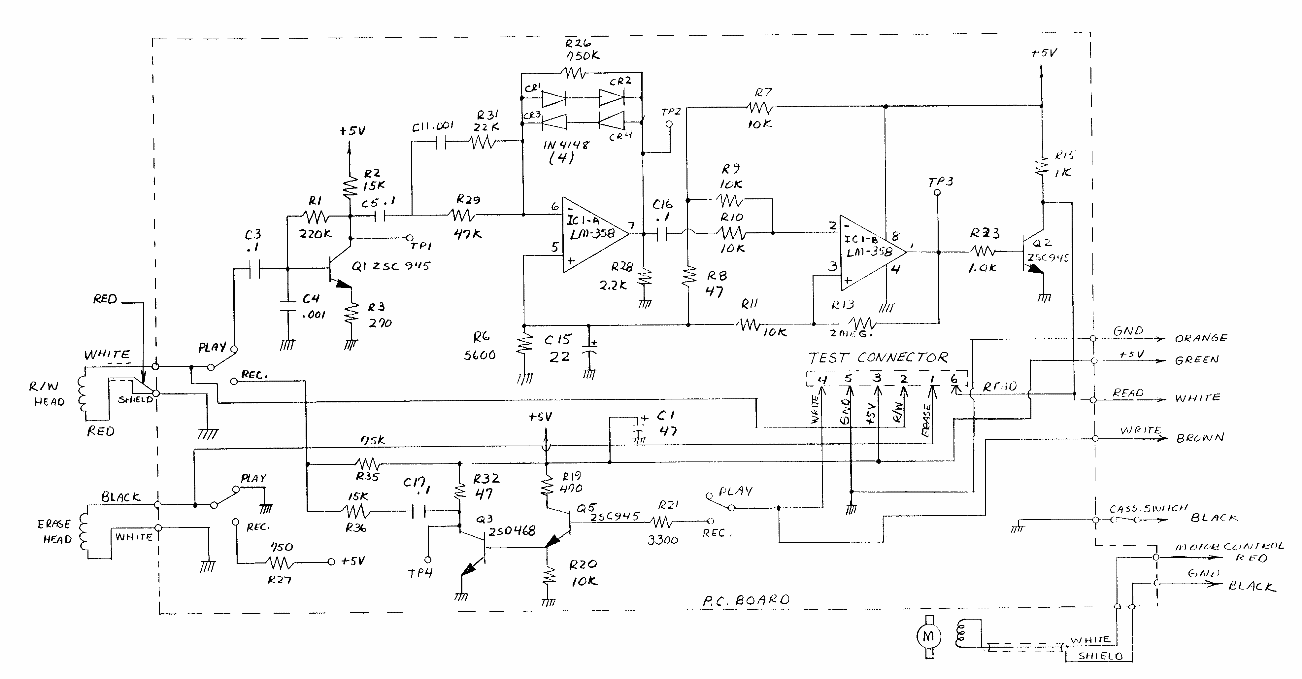 R26
750K
CR1
CR2
CR3
CR4
IN4148
(4)
TP2
R7
10K
+5V
C11.001
R31
22K
+5V
R2
15K
C5.1
R1
220K
R29
47K
6
-
IC1-A
LM-358
7
5
+
C16
.1
R9
10K
R10
10K
TP3
R15
1K
C3
.1
TP1
Q1 2SC 945
R28
2.2K
R8
47
2
-
IC1-B
LM-358
8
1
3
+
4
R23
1.0K
Q2
2SC945
RED
C4
.001
R3
270
R6
5600
C15
22
+
R11
10K
R13
2MEG.
WHITE
PLAY
REC.
R/W
HEAD
SHIELD
RED
TEST CONNECTOR
4
5
3
2
1
6
WRITE
GND
+5V
R/W
ERASE
READ
GND
ORANGE
+5V
GREEN
READ
WHITE
WRITE
BROWN
+5V
+
C1
47
75K
R35
15K
R36
C17
.1
R32
47
R19
470
Q5
2SC945
R21
3300
PLAY
REC.
Q3
2SD468
TP4
R20
10K
BLACK
PLAY
ERASE
HEAD
WHITE
REC.
750
R27
+5V
CASS. SWITCH
BLACK
MOTOR CONTROL
RED
GND
BLACK
P.C. BOARD
M
WHITE
SHIELD